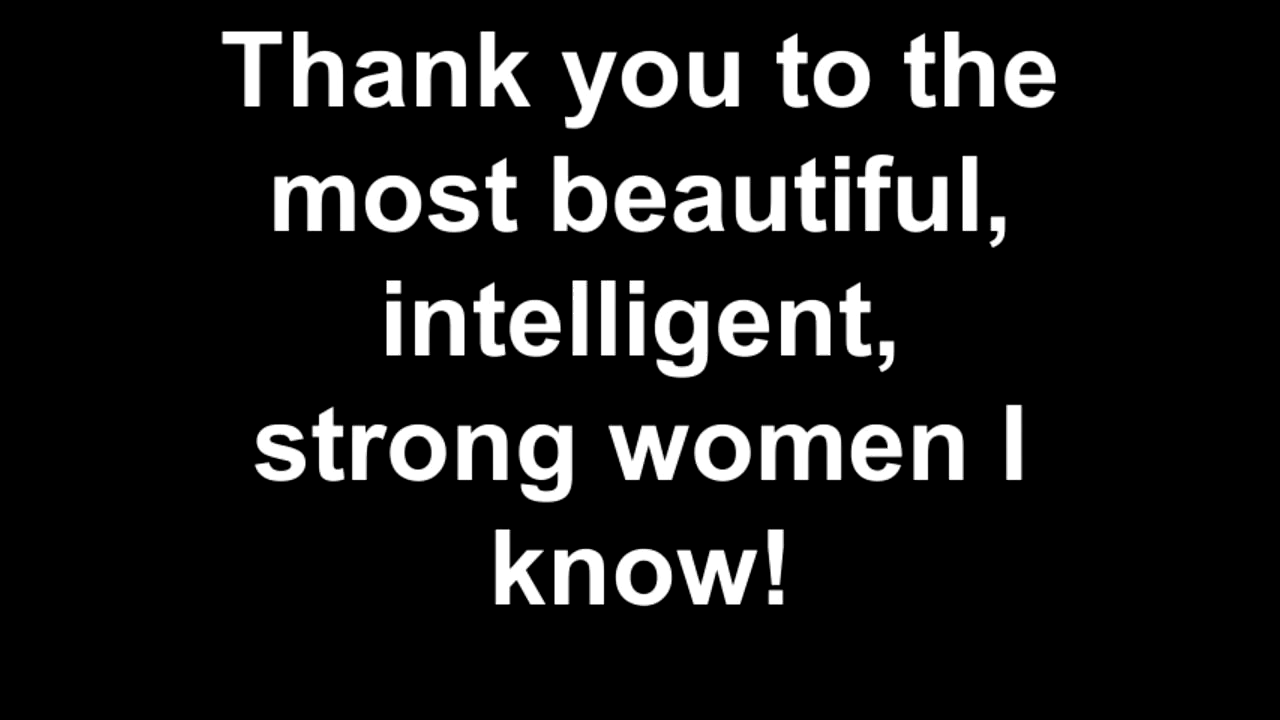 Thank you to the
most beautiful,
intelligent,
strong women I
know!